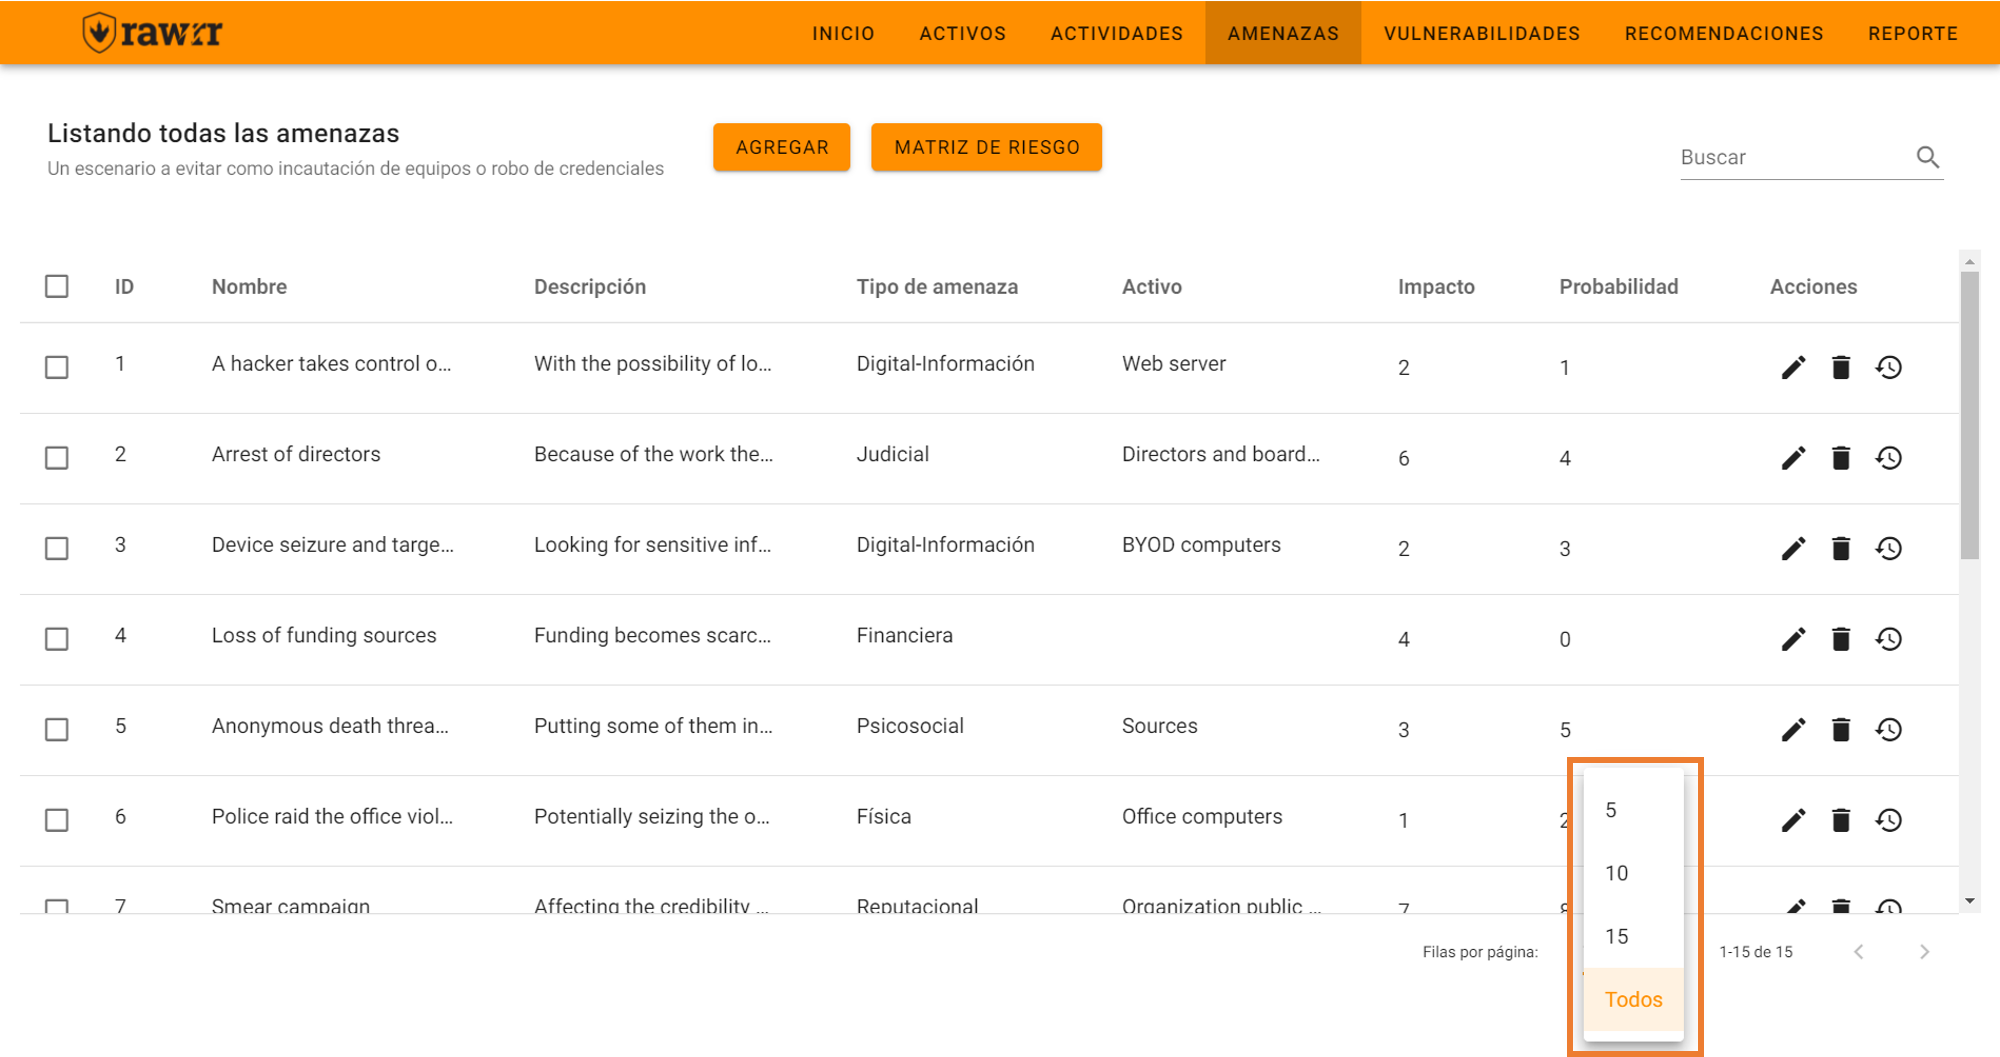 rawrr
INICIO ACTIVOS ACTIVIDADES AMENAZAS VULNERABILIDADES RECOMENDACIONES REPORTE
Listando todas las amenazas
Un escenario a evitar como incautación de equipos o robo de credenciales
AGREGAR
MATRIZ DE RIESGO
Buscar
ID Nombre Descripción Tipo de amenaza Activo Impacto Probabilidad Acciones
1 A hacker takes control o... With the possibility of lo... Digital-Información Web server 2 1
2 Arrest of directors Because of the work the... Judicial Directors and board... 6 4
3 Device seizure and targe... Looking for sensitive inf... Digital-Información BYOD computers 2 3
4 Loss of funding sources Funding becomes scarc... Financiera 4 0
5 Anonymous death threa... Putting some of them in... Psicosocial Sources 3 5
6 Police raid the office viol... Potentially seizing the o... Física Office computers 1 2
7 Smear campaign Affecting the credibility ... Reputacional Organization public ... 7 8
5
10
15
Todos
Filas por página: 1-15 de 15